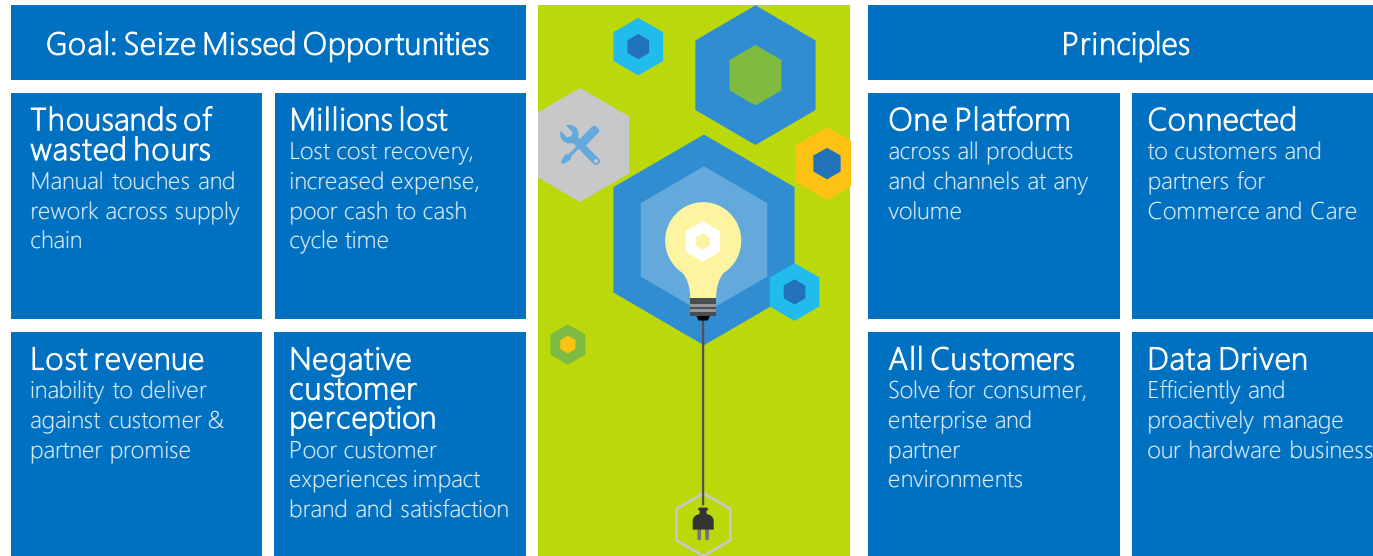 Goal: Seize Missed Opportunities
Thousands of
wasted hours
Manual touches and
rework across supply
chain
Millions lost
Lost cost recovery,
increased expense,
poor cash to cash
cycle time
Lost revenue
inability to deliver
against customer &
partner promise
Negative
customer
perception
Poor customer
experiences impact
brand and satisfaction
Principles
One Platform
across all products
and channels at any
volume
Connected
to customers and
partners for
Commerce and Care
All Customers
Solve for consumer,
enterprise and
partner
environments
Data Driven
Efficiently and
proactively manage
our hardware business